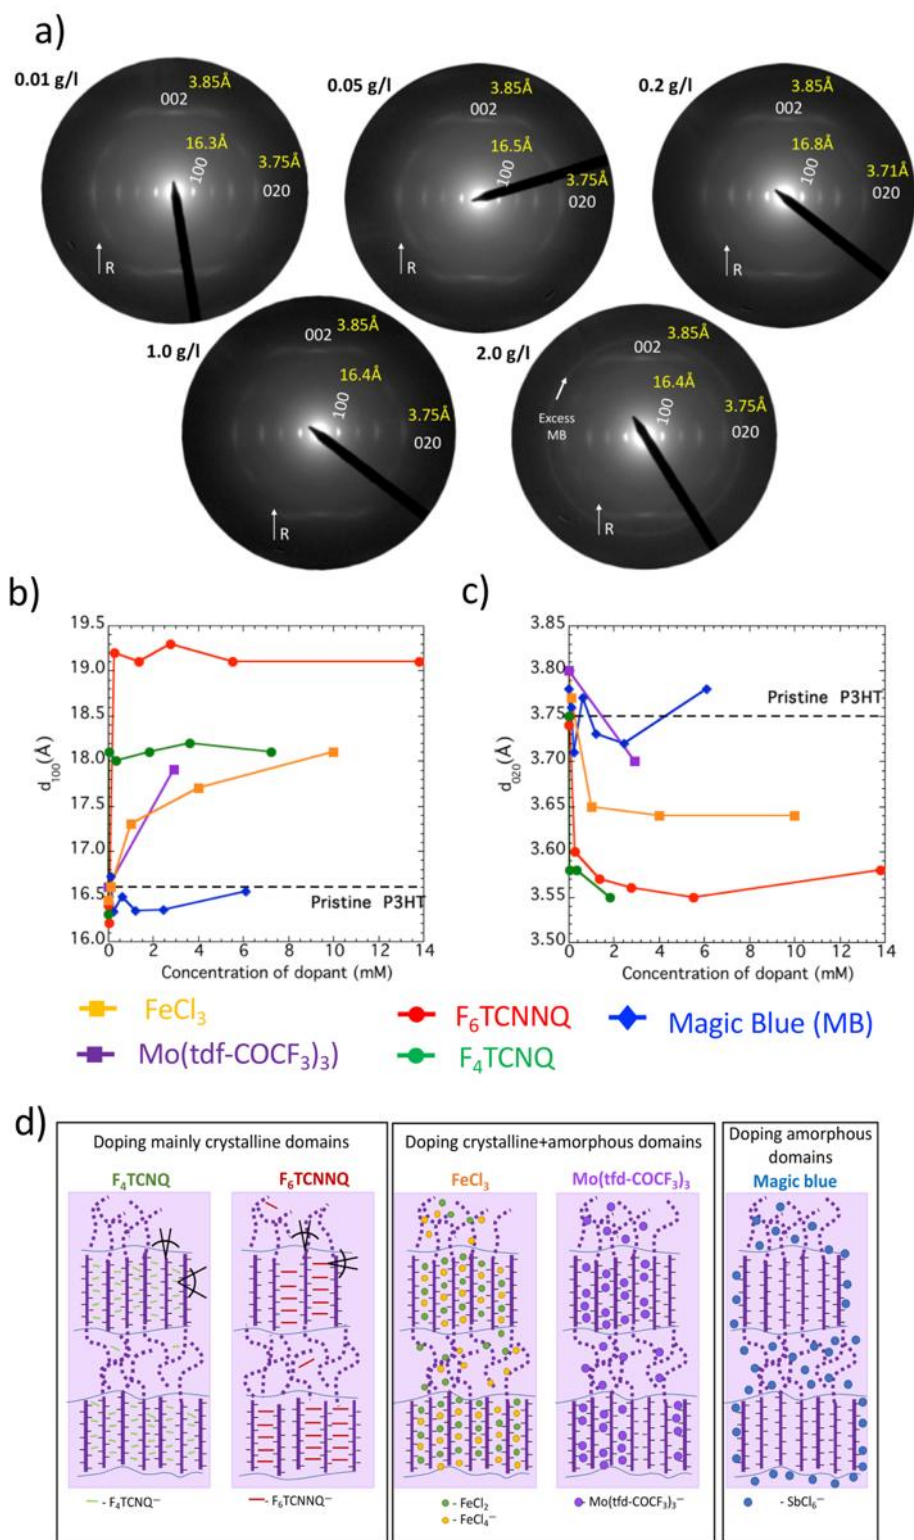 a)
0.01 g/l
3.85Å
002
16.3Å
100
3.75Å
020
R
0.05 g/l
3.85Å
002
16.5Å
100
3.75Å
020
R
0.2 g/l
3.85Å
002
16.8Å
100
3.71Å
020
R
1.0 g/l
3.85Å
002
16.4Å
100
3.75Å
020
R
2.0 g/l
3.85Å
002
16.4Å
100
3.75Å
020
Excess
MB
R
b)
19.5
19.0
18.5
18.0
17.5
17.0
16.5
16.0
d100(Å)
Pristine P3HT
0 2 4 6 8 10 12 14
Concentration of dopant (mM)
c)
3.85
3.80
3.75
3.70
3.65
3.60
3.55
3.50
d020(Å)
Pristine P3HT
0 2 4 6 8 10 12 14
Concentration of dopant (mM)
FeCl3
F6TCNNQ
Magic Blue (MB)
Mo(tdf-COCF3)3)
F4TCNQ
d)
Doping mainly crystalline domains
F4TCNQ
F6TCNNQ
- F4TCNQ−
- F6TCNNQ−
Doping crystalline+amorphous domains
FeCl3
Mo(tfd-COCF3)3
- FeCl2
- FeCl4−
- Mo(tfd-COCF3)3−
Doping amorphous
domains
Magic blue
- SbCl6−